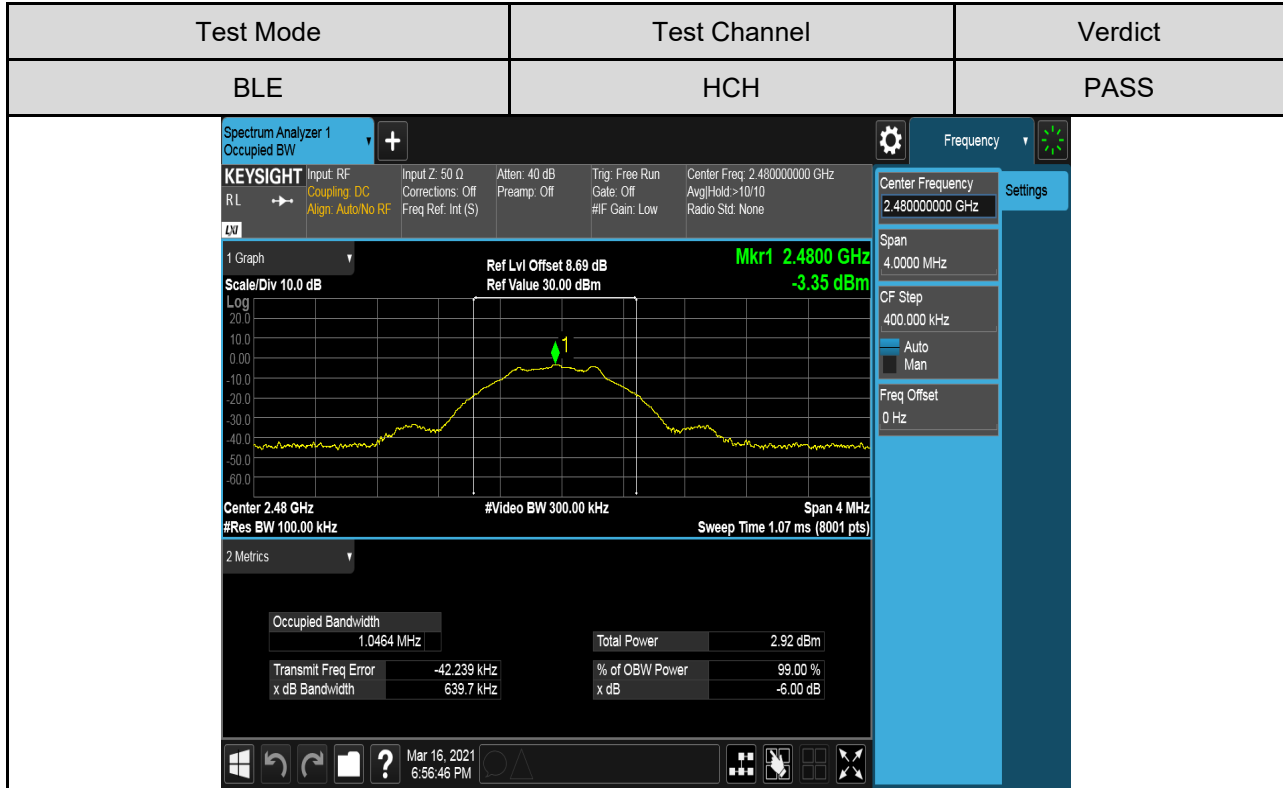 Test Mode Test Channel Verdict
BLE HCH PASS
Spectrum Analyzer 1
Occupied BW
+
Frequency
KEYSIGHT Input: RF Input Z: 50 Ω Atten: 40 dB Trig: Free Run Center Freq: 2.480000000 GHz
RL Coupling: DC Corrections: Off Preamp: Off Gate: Off Avg|Hold:>10/10
Align: Auto/No RF Freq Ref: Int (S) #IF Gain: Low Radio Std: None
LXI
Center Frequency
2.480000000 GHz
Settings
Span
4.0000 MHz
CF Step
400.000 kHz
Auto
Man
Freq Offset
0 Hz
1 Graph
Ref Lvl Offset 8.69 dB
Mkr1 2.4800 GHz
Scale/Div 10.0 dB Ref Value 30.00 dBm -3.35 dBm
Log
20.0
10.0
0.00
-10.0
-20.0
-30.0
-40.0
-50.0
-60.0
1
Center 2.48 GHz #Video BW 300.00 kHz Span 4 MHz
#Res BW 100.00 kHz Sweep Time 1.07 ms (8001 pts)
2 Metrics
Occupied Bandwidth
1.0464 MHz Total Power 2.92 dBm
Transmit Freq Error -42.239 kHz % of OBW Power 99.00 %
x dB Bandwidth 639.7 kHz x dB -6.00 dB
?
Mar 16, 2021
6:56:46 PM